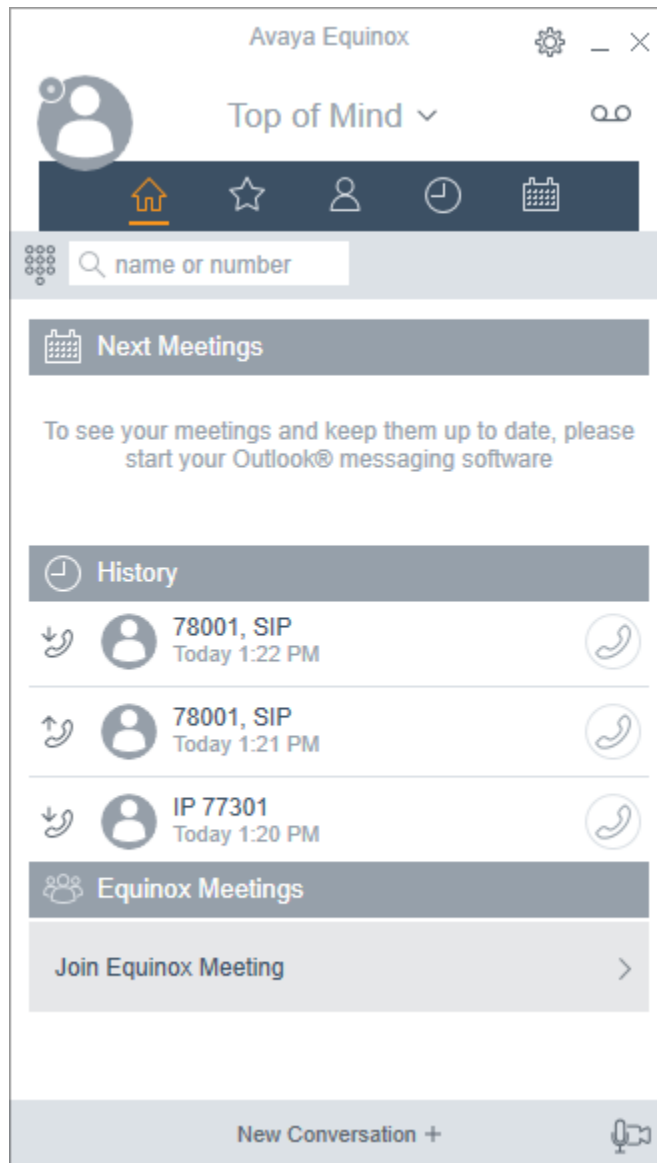 Avaya Equinox
Top of Mind
name or number
Next Meetings
To see your meetings and keep them up to date, please
start your Outlook® messaging software
History
78001, SIP
Today 1:22 PM
78001, SIP
Today 1:21 PM
IP 77301
Today 1:20 PM
Equinox Meetings
Join Equinox Meeting
New Conversation +